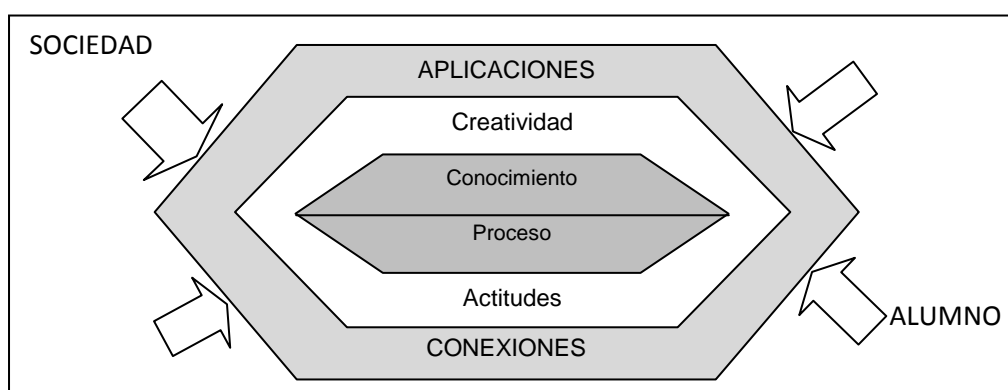 SOCIEDAD
APLICACIONES
Creatividad
Conocimiento
Proceso
Actitudes
ALUMNO
CONEXIONES